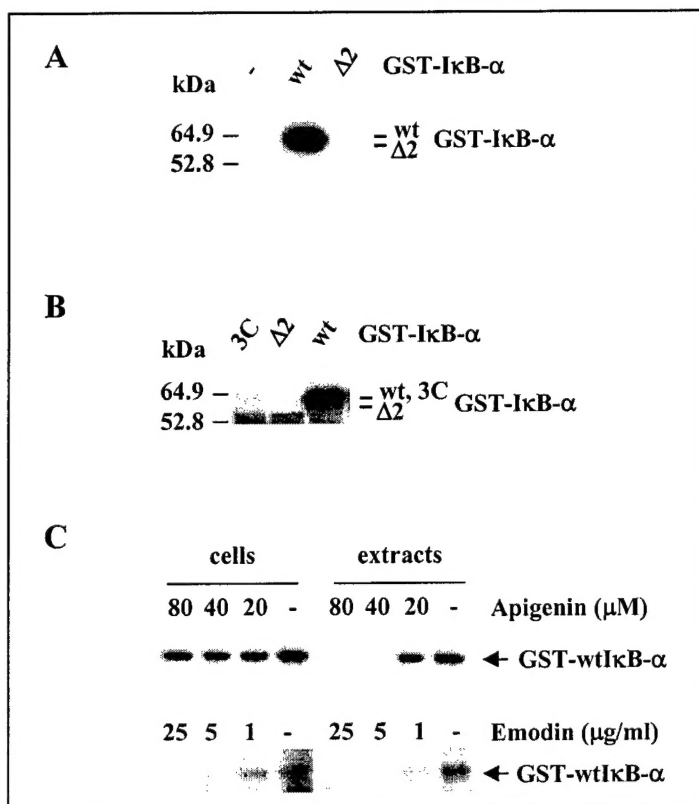 A
- wt Δ2 GST-IκB-α
kDa
64.9 –
52.8 –
= wt Δ2 GST-IκB-α
B
3C Δ2 wt GST-IκB-α
kDa
64.9 –
52.8 –
= wt, 3C Δ2 GST-IκB-α
C
cells extracts
80 40 20 - 80 40 20 - Apigenin (μM)
← GST-wtIκB-α
25 5 1 - 25 5 1 - Emodin (μg/ml)
← GST-wtIκB-α